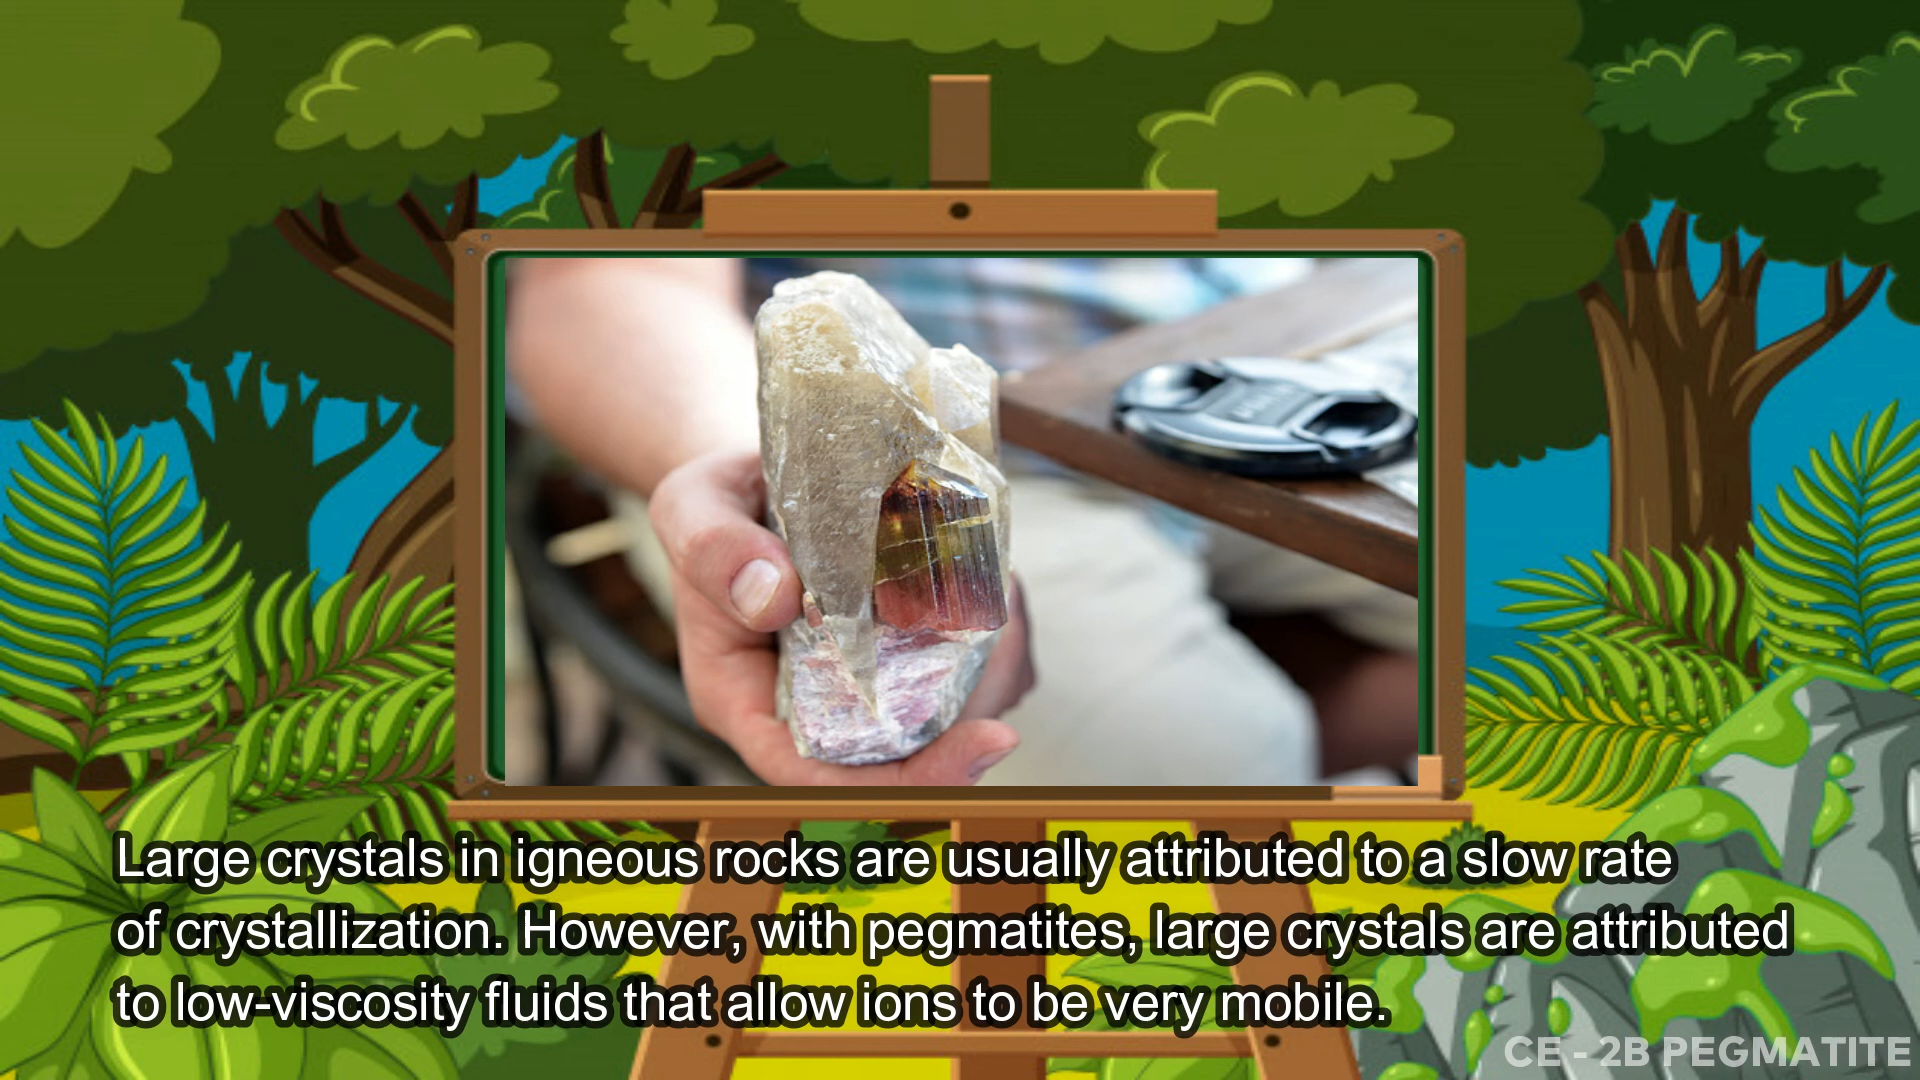 Large crystals in igneous rocks are usually attributed to a slow rate
of crystallization. However, with pegmatites, large crystals are attributed
to low-viscosity fluids that allow ions to be very mobile.
CE - 2B PEGMATITE